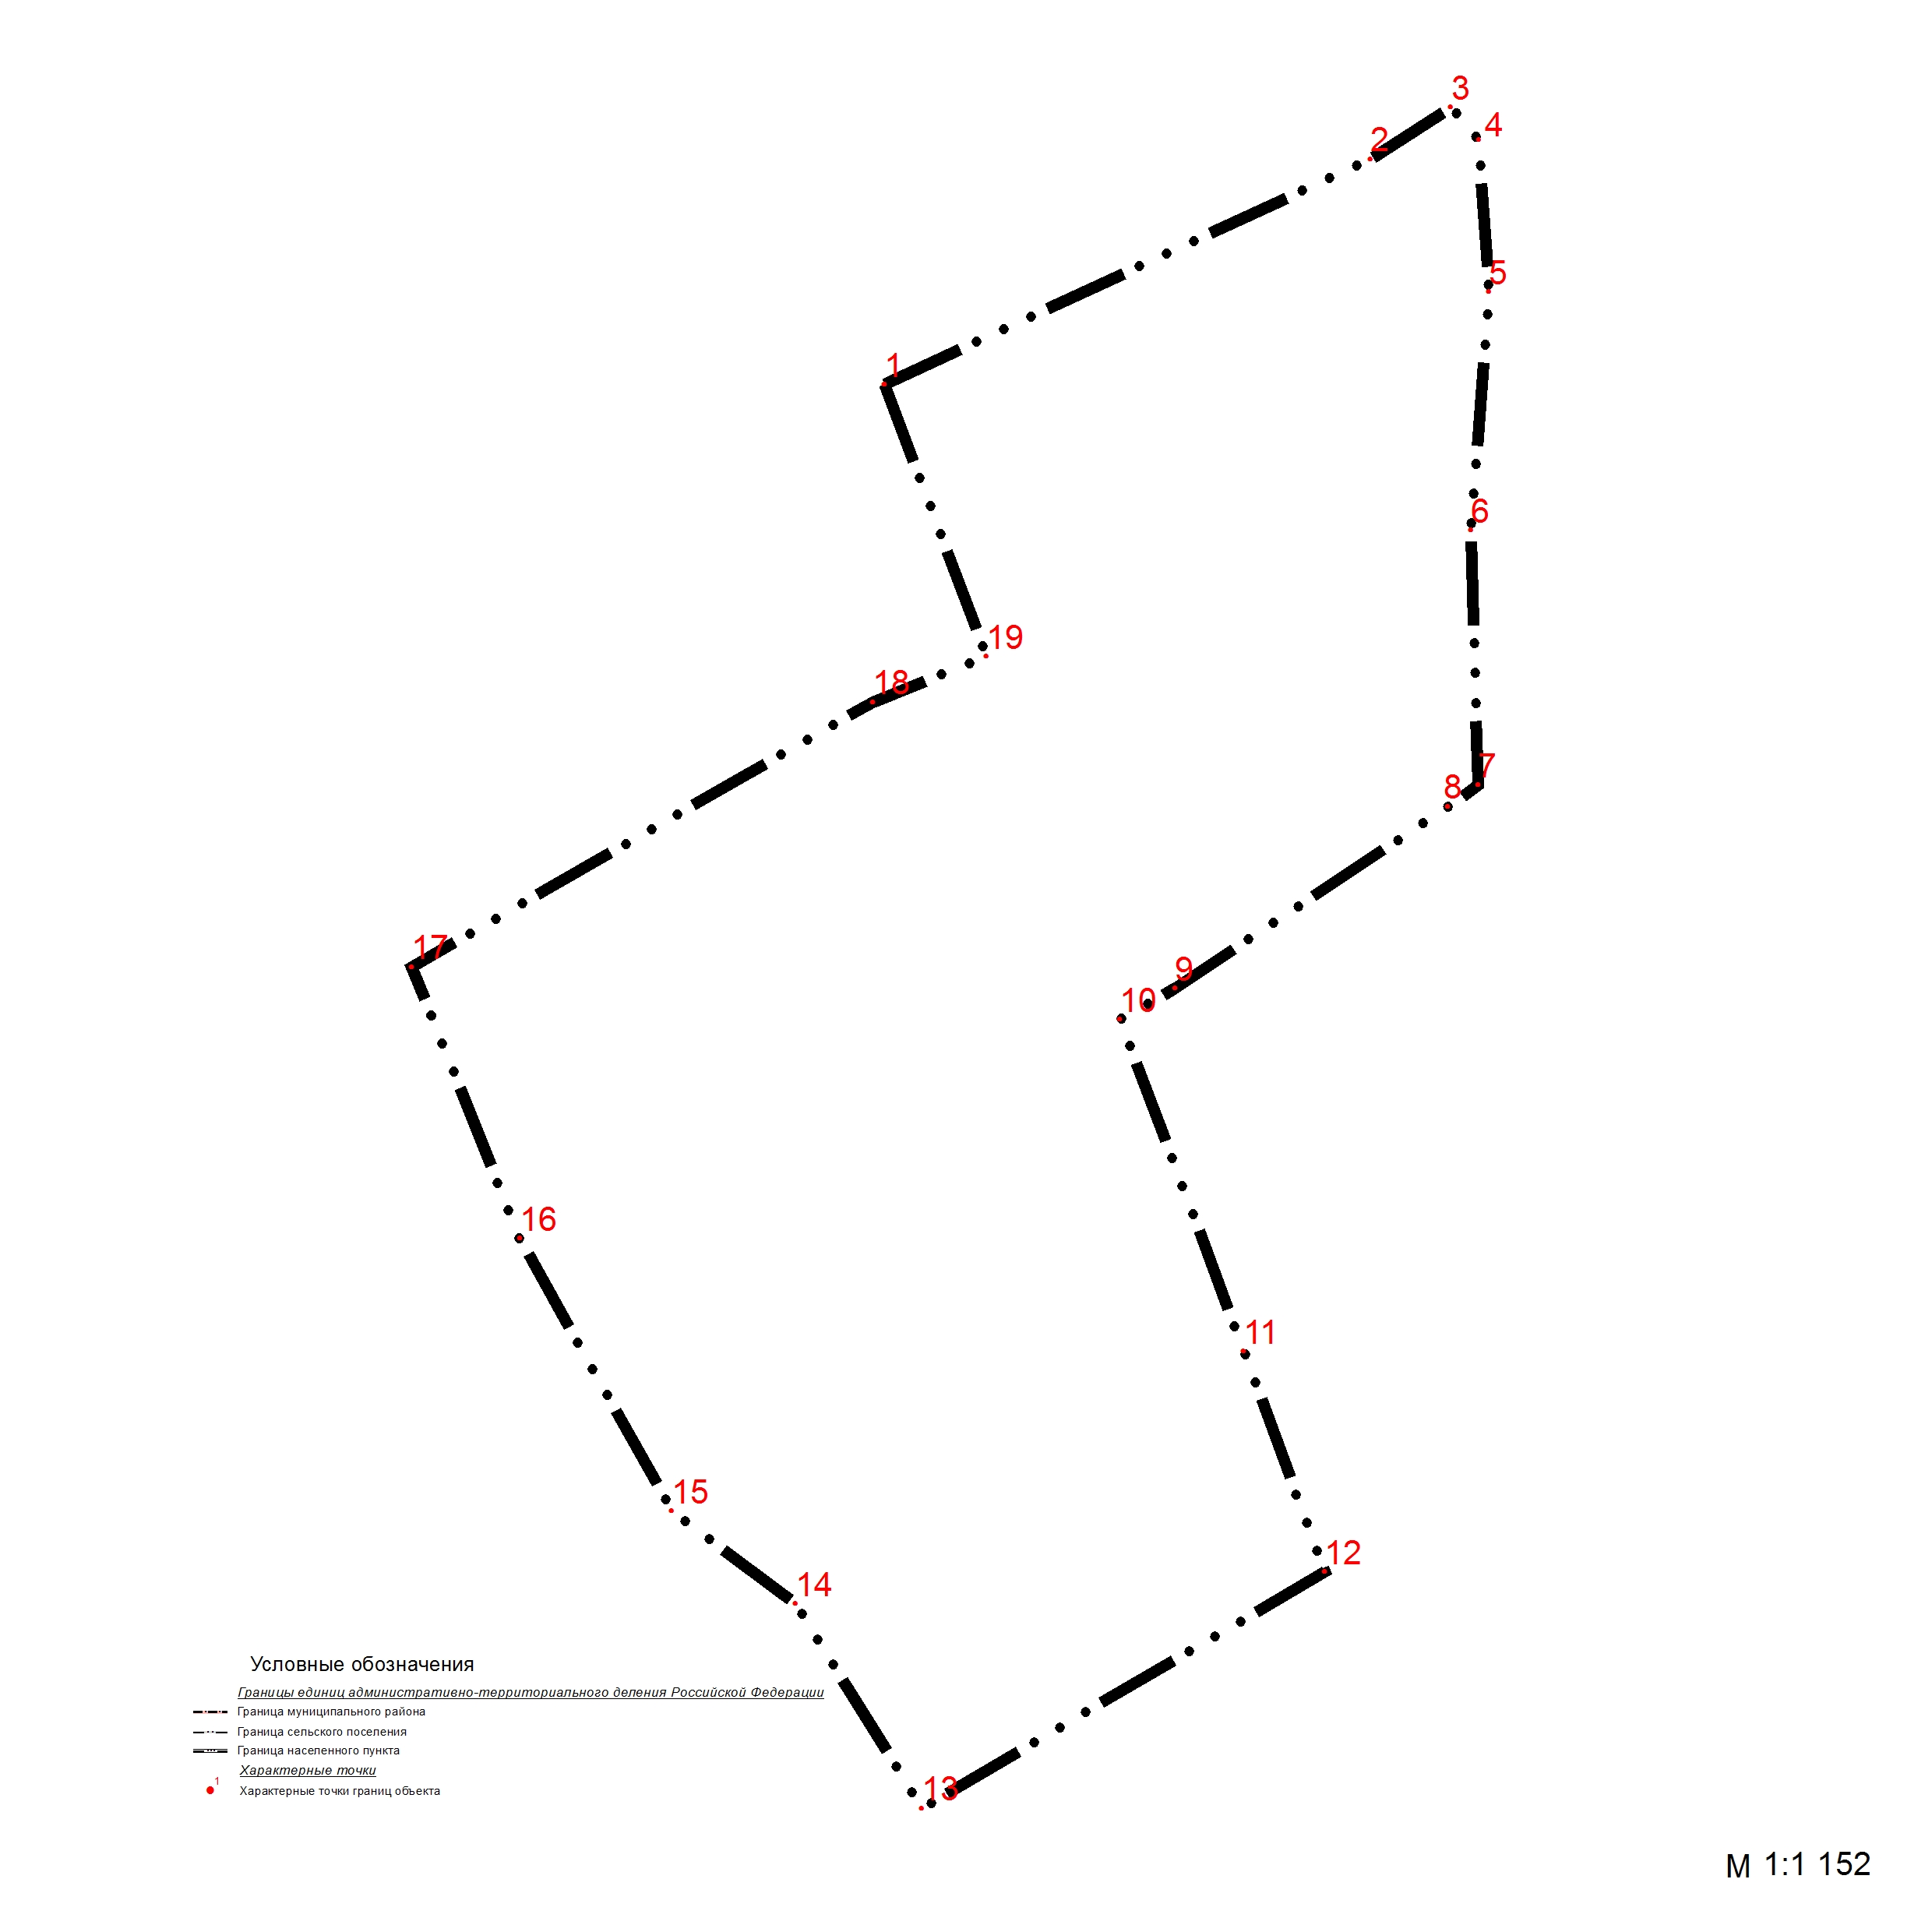 3
4
2
5
1
6
19
18
7
8
17
9
10
16
11
15
12
14
Условные обозначения
Границы единиц административно-территориального деления Российской Федерации
Граница муниципального района
Граница сельского поселения
Граница населенного пункта
Характерные точки
1
Характерные точки границ объекта
13
М 1:1 152